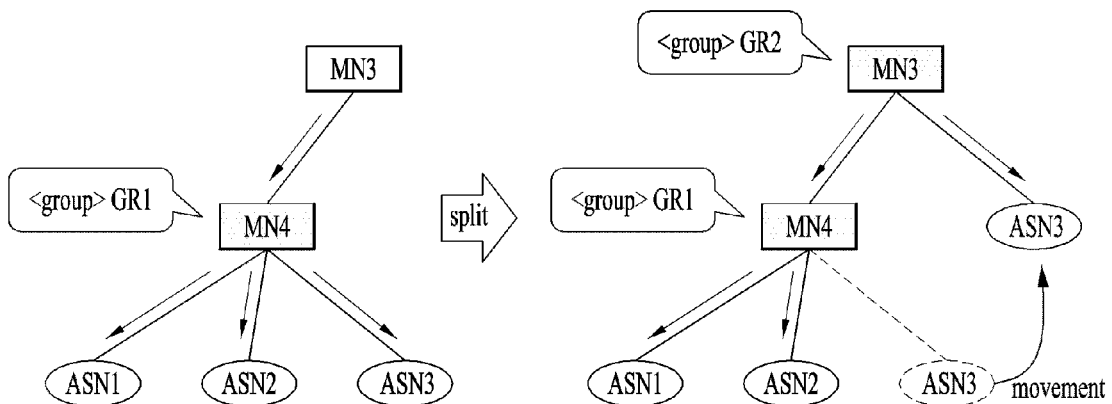 MN3
<group> GR1
MN4
ASN1
ASN2
ASN3
split
<group> GR2
MN3
<group> GR1
MN4
ASN3
ASN1
ASN2
ASN3
movement